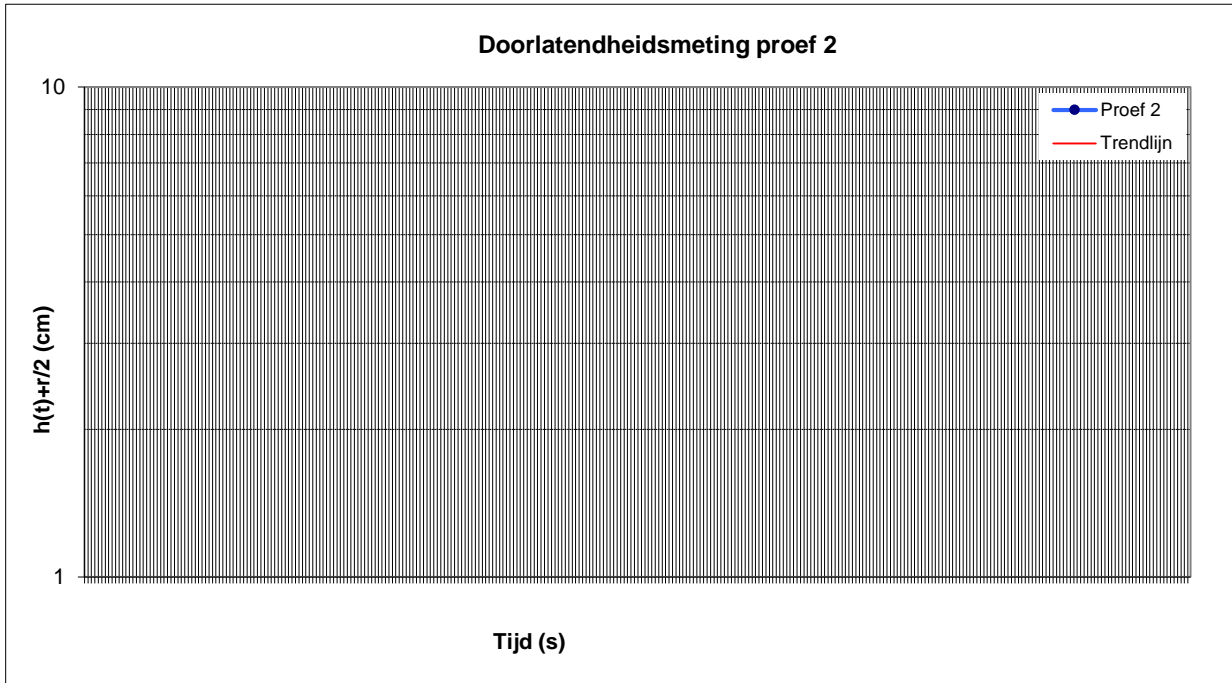 Doorlatendheidsmeting proef 2
10
Proef 2
Trendlijn
h(t)+r/2 (cm)
1
Tijd (s)